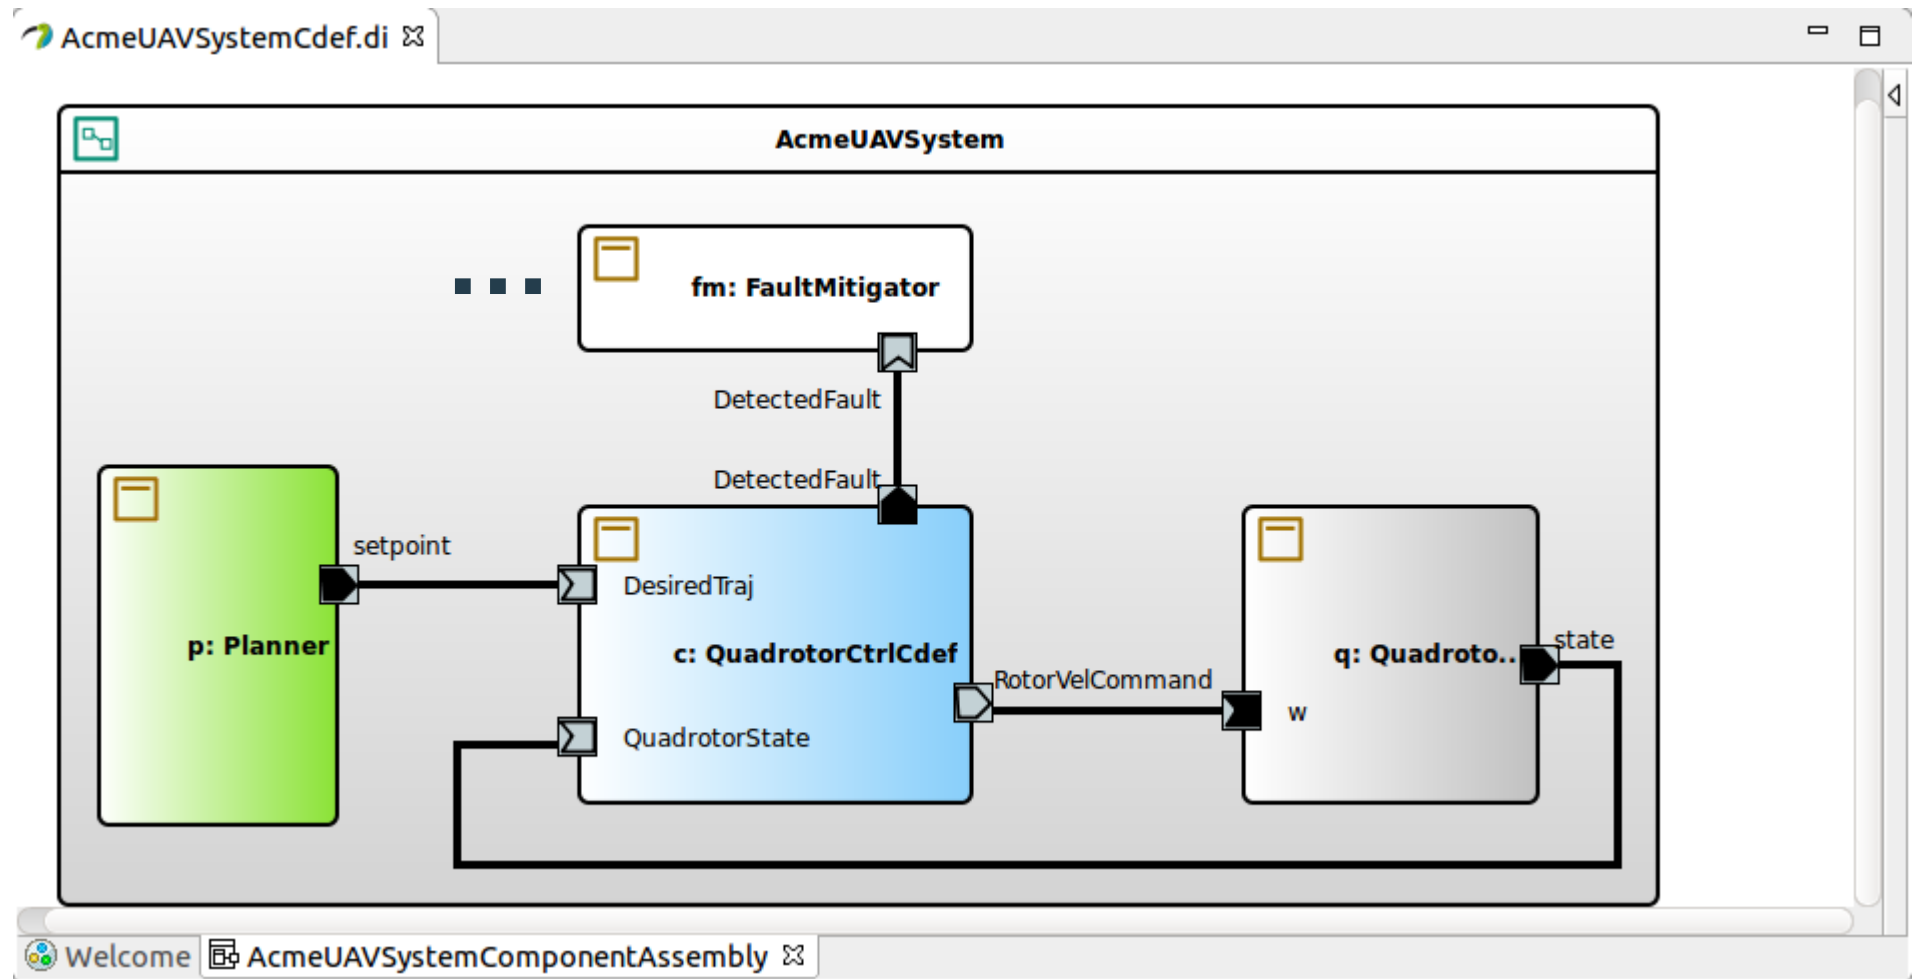 AcmeUAVSystemCdef.di
AcmeUAVSystem
fm: FaultMitigator
DetectedFault
DetectedFault
setpoint
DesiredTraj
p: Planner
c: QuadrotorCtrlCdef
q: Quadroto..
state
RotorVelCommand
w
QuadrotorState
Welcome
AcmeUAVSystemComponentAssembly